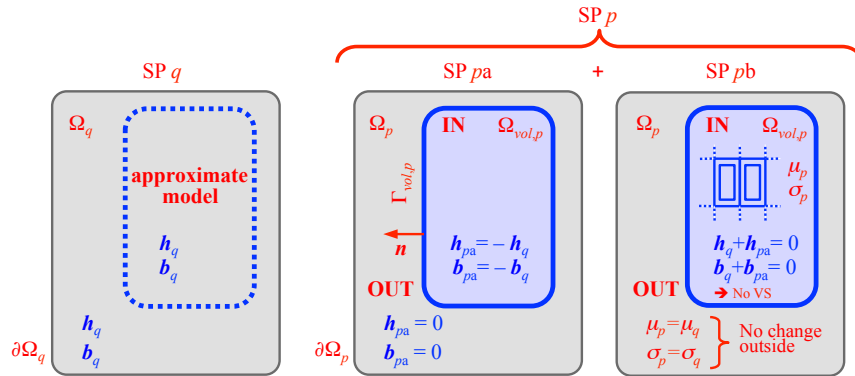 SP p
SP q
SP pa + SP pb
Ω_q
approximate
model
h_q
b_q
h_q
b_q
∂Ω_q
Ω_p
IN
Ω_vol,p
Γ_vol,p
n
h_pa = – h_q
b_pa = – b_q
OUT
h_pa = 0
b_pa = 0
∂Ω_p
Ω_p
IN
Ω_vol,p
μ_p
σ_p
h_q+h_pa = 0
b_q+b_pa = 0
➔ No VS
OUT
μ_p=μ_q
σ_p=σ_q
No change
outside